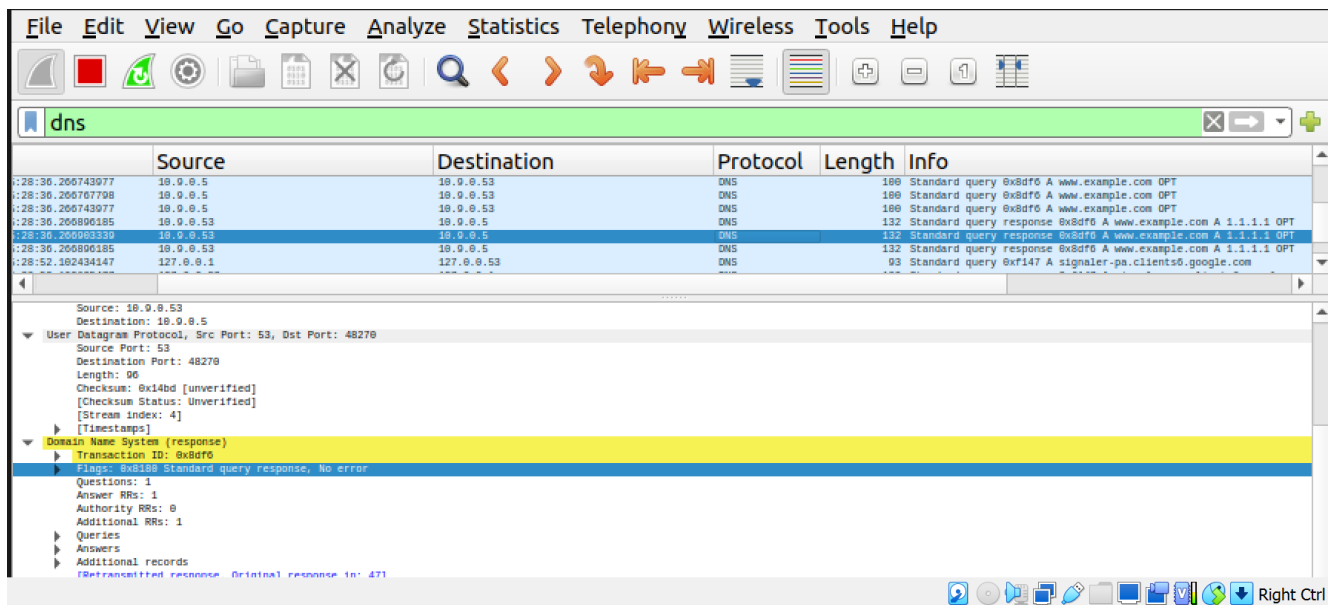 File Edit View Go Capture Analyze Statistics Telephony Wireless Tools Help
dns
Source Destination Protocol Length Info
:28:36.266743977 10.9.0.5 10.9.0.53 DNS 100 Standard query 0x8df6 A www.example.com OPT
:28:36.266767798 10.9.0.5 10.9.0.53 DNS 100 Standard query 0x8df6 A www.example.com OPT
:28:36.266743977 10.9.0.5 10.9.0.53 DNS 100 Standard query 0x8df6 A www.example.com OPT
:28:36.266896185 10.9.0.53 10.9.0.5 DNS 132 Standard query response 0x8df6 A www.example.com A 1.1.1.1 OPT
:28:36.266903339 10.9.0.53 10.9.0.5 DNS 132 Standard query response 0x8df6 A www.example.com A 1.1.1.1 OPT
:28:36.266896185 10.9.0.53 10.9.0.5 DNS 132 Standard query response 0x8df6 A www.example.com A 1.1.1.1 OPT
:28:52.102434147 127.0.0.1 127.0.0.53 DNS 93 Standard query 0xf147 A signaler-pa.clients6.google.com
Source: 10.9.0.53
Destination: 10.9.0.5
User Datagram Protocol, Src Port: 53, Dst Port: 48270
Source Port: 53
Destination Port: 48270
Length: 96
Checksum: 0x14bd [unverified]
[Checksum Status: Unverified]
[Stream index: 4]
[Timestamps]
Domain Name System (response)
Transaction ID: 0x8df6
Flags: 0x8180 Standard query response, No error
Questions: 1
Answer RRs: 1
Authority RRs: 0
Additional RRs: 1
Queries
Answers
Additional records
[Retransmitted response. Original response in: 47]
Right Ctrl